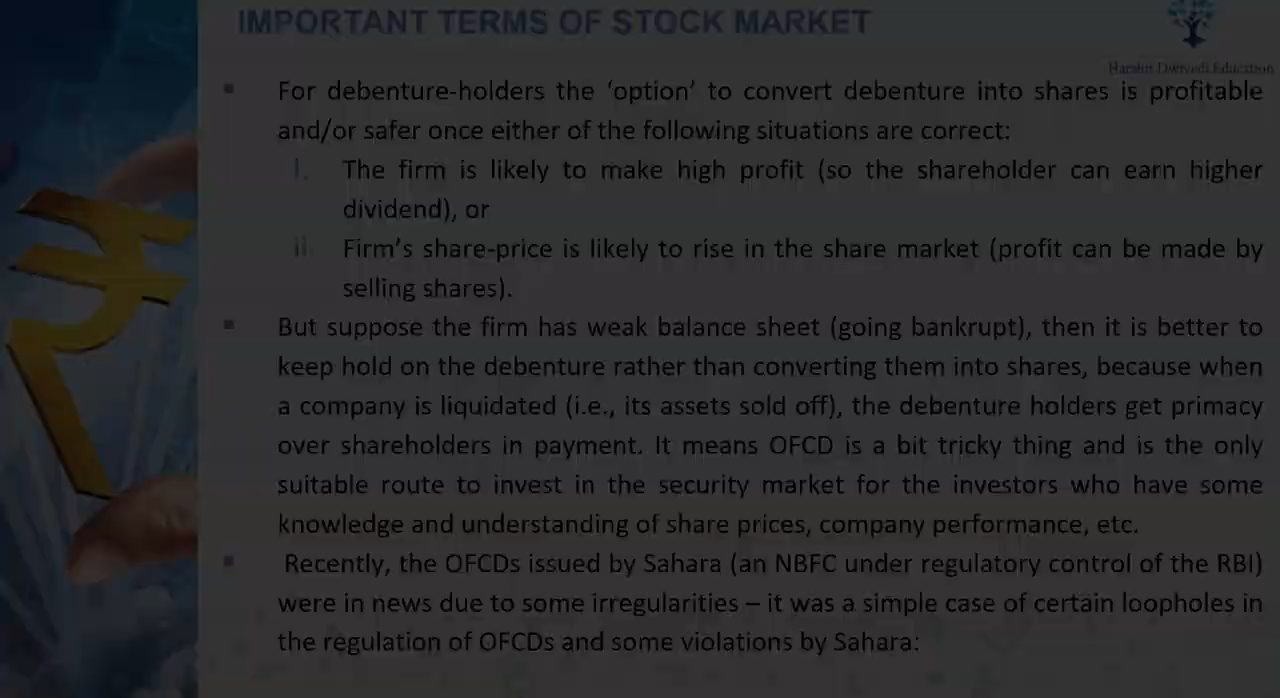 IMPORTANT TERMS OF STOCK MARKET
Harshit Dwivedi Education
▪ For debenture-holders the ‘option’ to convert debenture into shares is profitable
and/or safer once either of the following situations are correct:
I. The firm is likely to make high profit (so the shareholder can earn higher
dividend), or
ii. Firm’s share-price is likely to rise in the share market (profit can be made by
selling shares).
▪ But suppose the firm has weak balance sheet (going bankrupt), then it is better to
keep hold on the debenture rather than converting them into shares, because when
a company is liquidated (i.e., its assets sold off), the debenture holders get primacy
over shareholders in payment. It means OFCD is a bit tricky thing and is the only
suitable route to invest in the security market for the investors who have some
knowledge and understanding of share prices, company performance, etc.
▪ Recently, the OFCDs issued by Sahara (an NBFC under regulatory control of the RBI)
were in news due to some irregularities – it was a simple case of certain loopholes in
the regulation of OFCDs and some violations by Sahara: